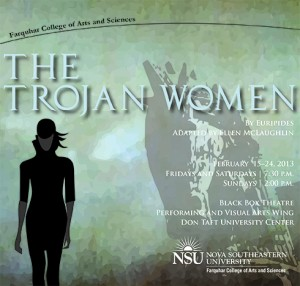 Farquhar College of Arts and Sciences
THE
TROJAN WOMEN
By Euripides
Adapted by Ellen McLaughlin
February 15-24, 2013
Fridays and Saturdays | 7:30 p.m.
Sundays | 2:00 p.m.
Black Box Theatre
Performing and Visual Arts Wing
Don Taft University Center
NSU NOVA SOUTHEASTERN
UNIVERSITY
Farquhar College of Arts and Sciences